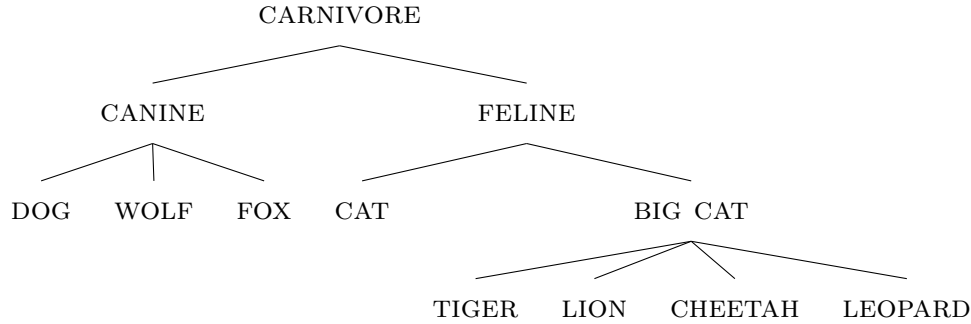 CARNIVORE
CANINE FELINE
DOG WOLF FOX CAT BIG CAT
TIGER LION CHEETAH LEOPARD